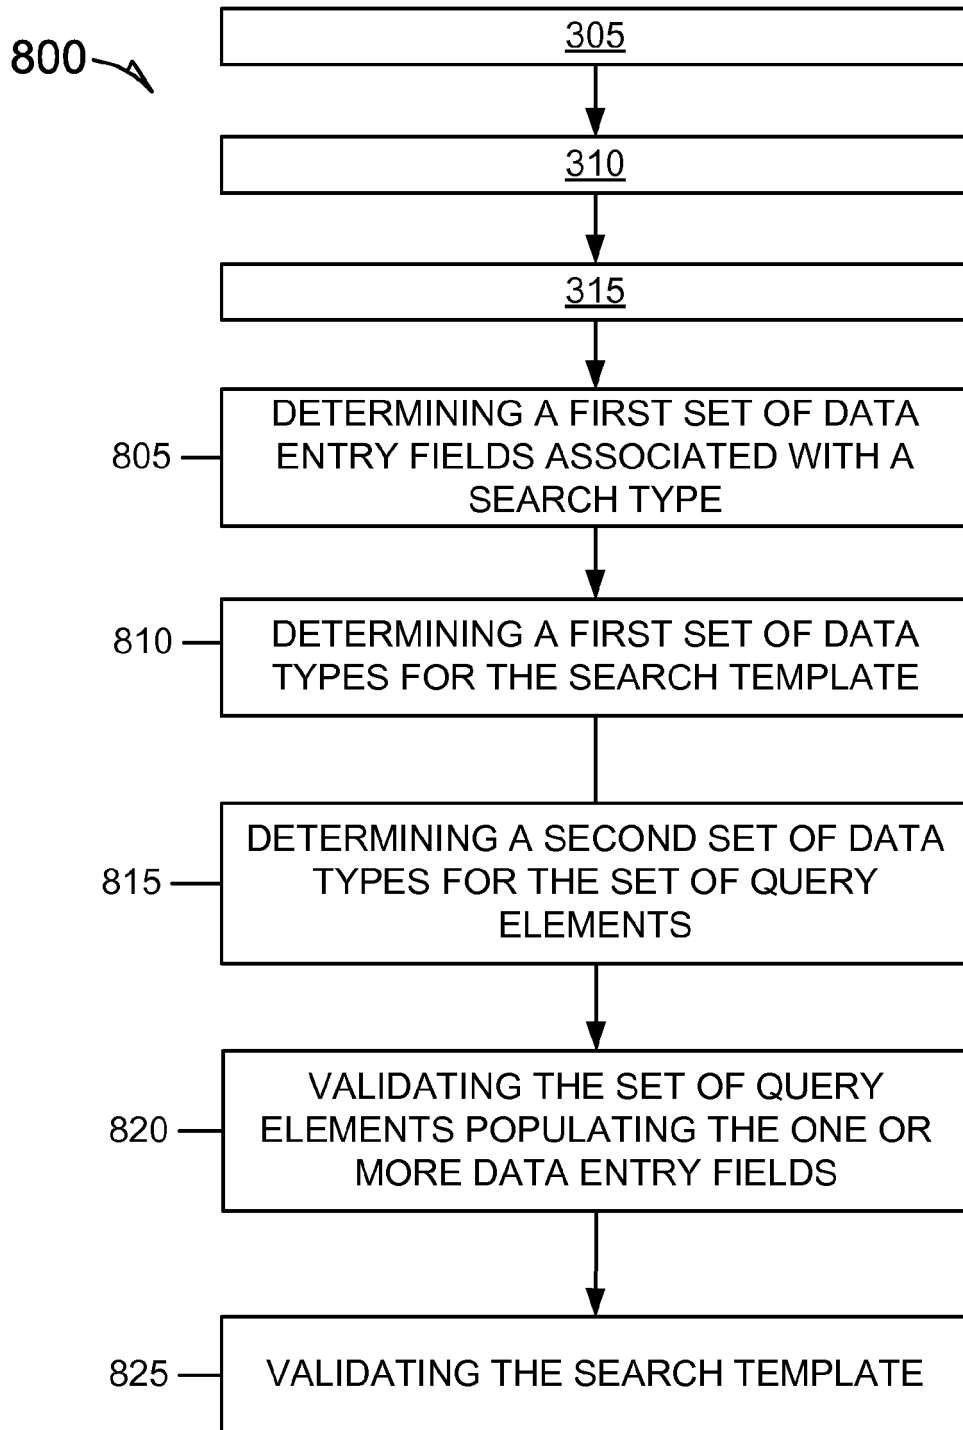 800
305
310
315
805
DETERMINING A FIRST SET OF DATA
ENTRY FIELDS ASSOCIATED WITH A
SEARCH TYPE
810
DETERMINING A FIRST SET OF DATA
TYPES FOR THE SEARCH TEMPLATE
815
DETERMINING A SECOND SET OF DATA
TYPES FOR THE SET OF QUERY
ELEMENTS
820
VALIDATING THE SET OF QUERY
ELEMENTS POPULATING THE ONE OR
MORE DATA ENTRY FIELDS
825
VALIDATING THE SEARCH TEMPLATE